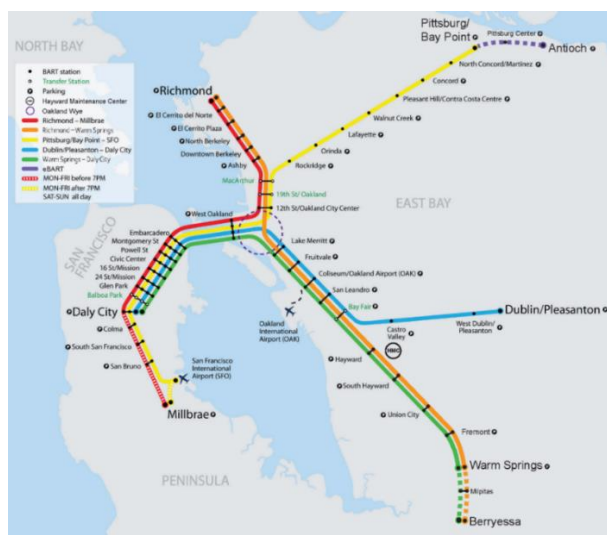 NORTH BAY
BART station
Transfer Station
Parking
Hayward Maintenance Center
Oakland Wye
Richmond – Millbrae
Richmond – Warm Springs
Pittsburg/Bay Point – SFO
Dublin/Pleasanton – Daly City
Warm Springs – Daly City
eBART
MON-FRI before 7PM
MON-FRI after 7PM
SAT-SUN all day
Pittsburg/
Bay Point
Pittsburg Center
Antioch
North Concord/Martinez
Concord
Pleasant Hill/Contra Costa Centre
Walnut Creek
Lafayette
Orinda
Rockridge
Richmond
El Cerrito del Norte
El Cerrito Plaza
North Berkeley
Downtown Berkeley
Ashby
MacArthur
19th St/ Oakland
12th St/Oakland City Center
EAST BAY
West Oakland
SAN
FRANCISCO
Embarcadero
Montgomery St
Powell St
Civic Center
16 St/Mission
24 St/Mission
Glen Park
Balboa Park
Daly City
Colma
South San Francisco
San Bruno
San Francisco
International
Airport (SFO)
Millbrae
PENINSULA
Lake Merritt
Fruitvale
Coliseum/Oakland Airport (OAK)
San Leandro
Bay Fair
Oakland
International
Airport (OAK)
Castro
Valley
West Dublin/
Pleasanton
Dublin/Pleasanton
HMC
Hayward
South Hayward
Union City
Fremont
Warm Springs
Milpitas
Berryessa